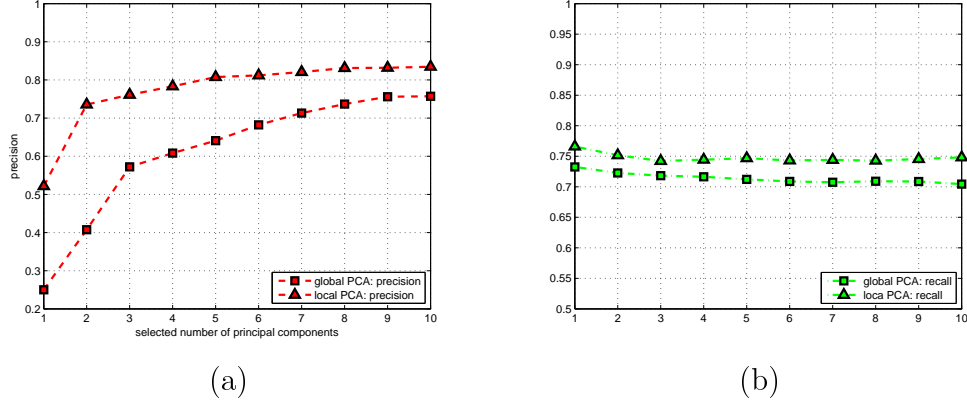 1
0.9
0.8
0.7
0.6
0.5
0.4
0.3
0.2
precision
1 2 3 4 5 6 7 8 9 10
selected number of principal components
global PCA: precision
local PCA: precision
(a)
1
0.95
0.9
0.85
0.8
0.75
0.7
0.65
0.6
0.55
0.5
1 2 3 4 5 6 7 8 9 10
global PCA: recall
loca PCA: recall
(b)